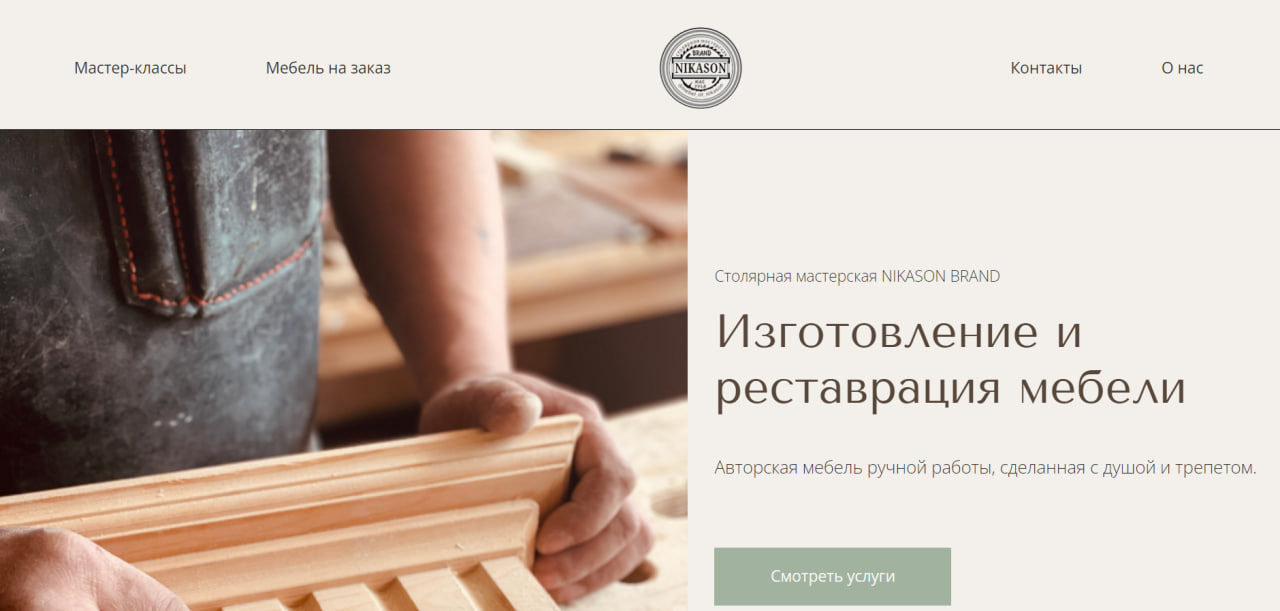 Мастер-классы
Мебель на заказ
BRAND
NIKASON
Контакты
О нас
Столярная мастерская NIKASON BRAND
Изготовление и
реставрация мебели
Авторская мебель ручной работы, сделанная с душой и трепетом.
Смотреть услуги